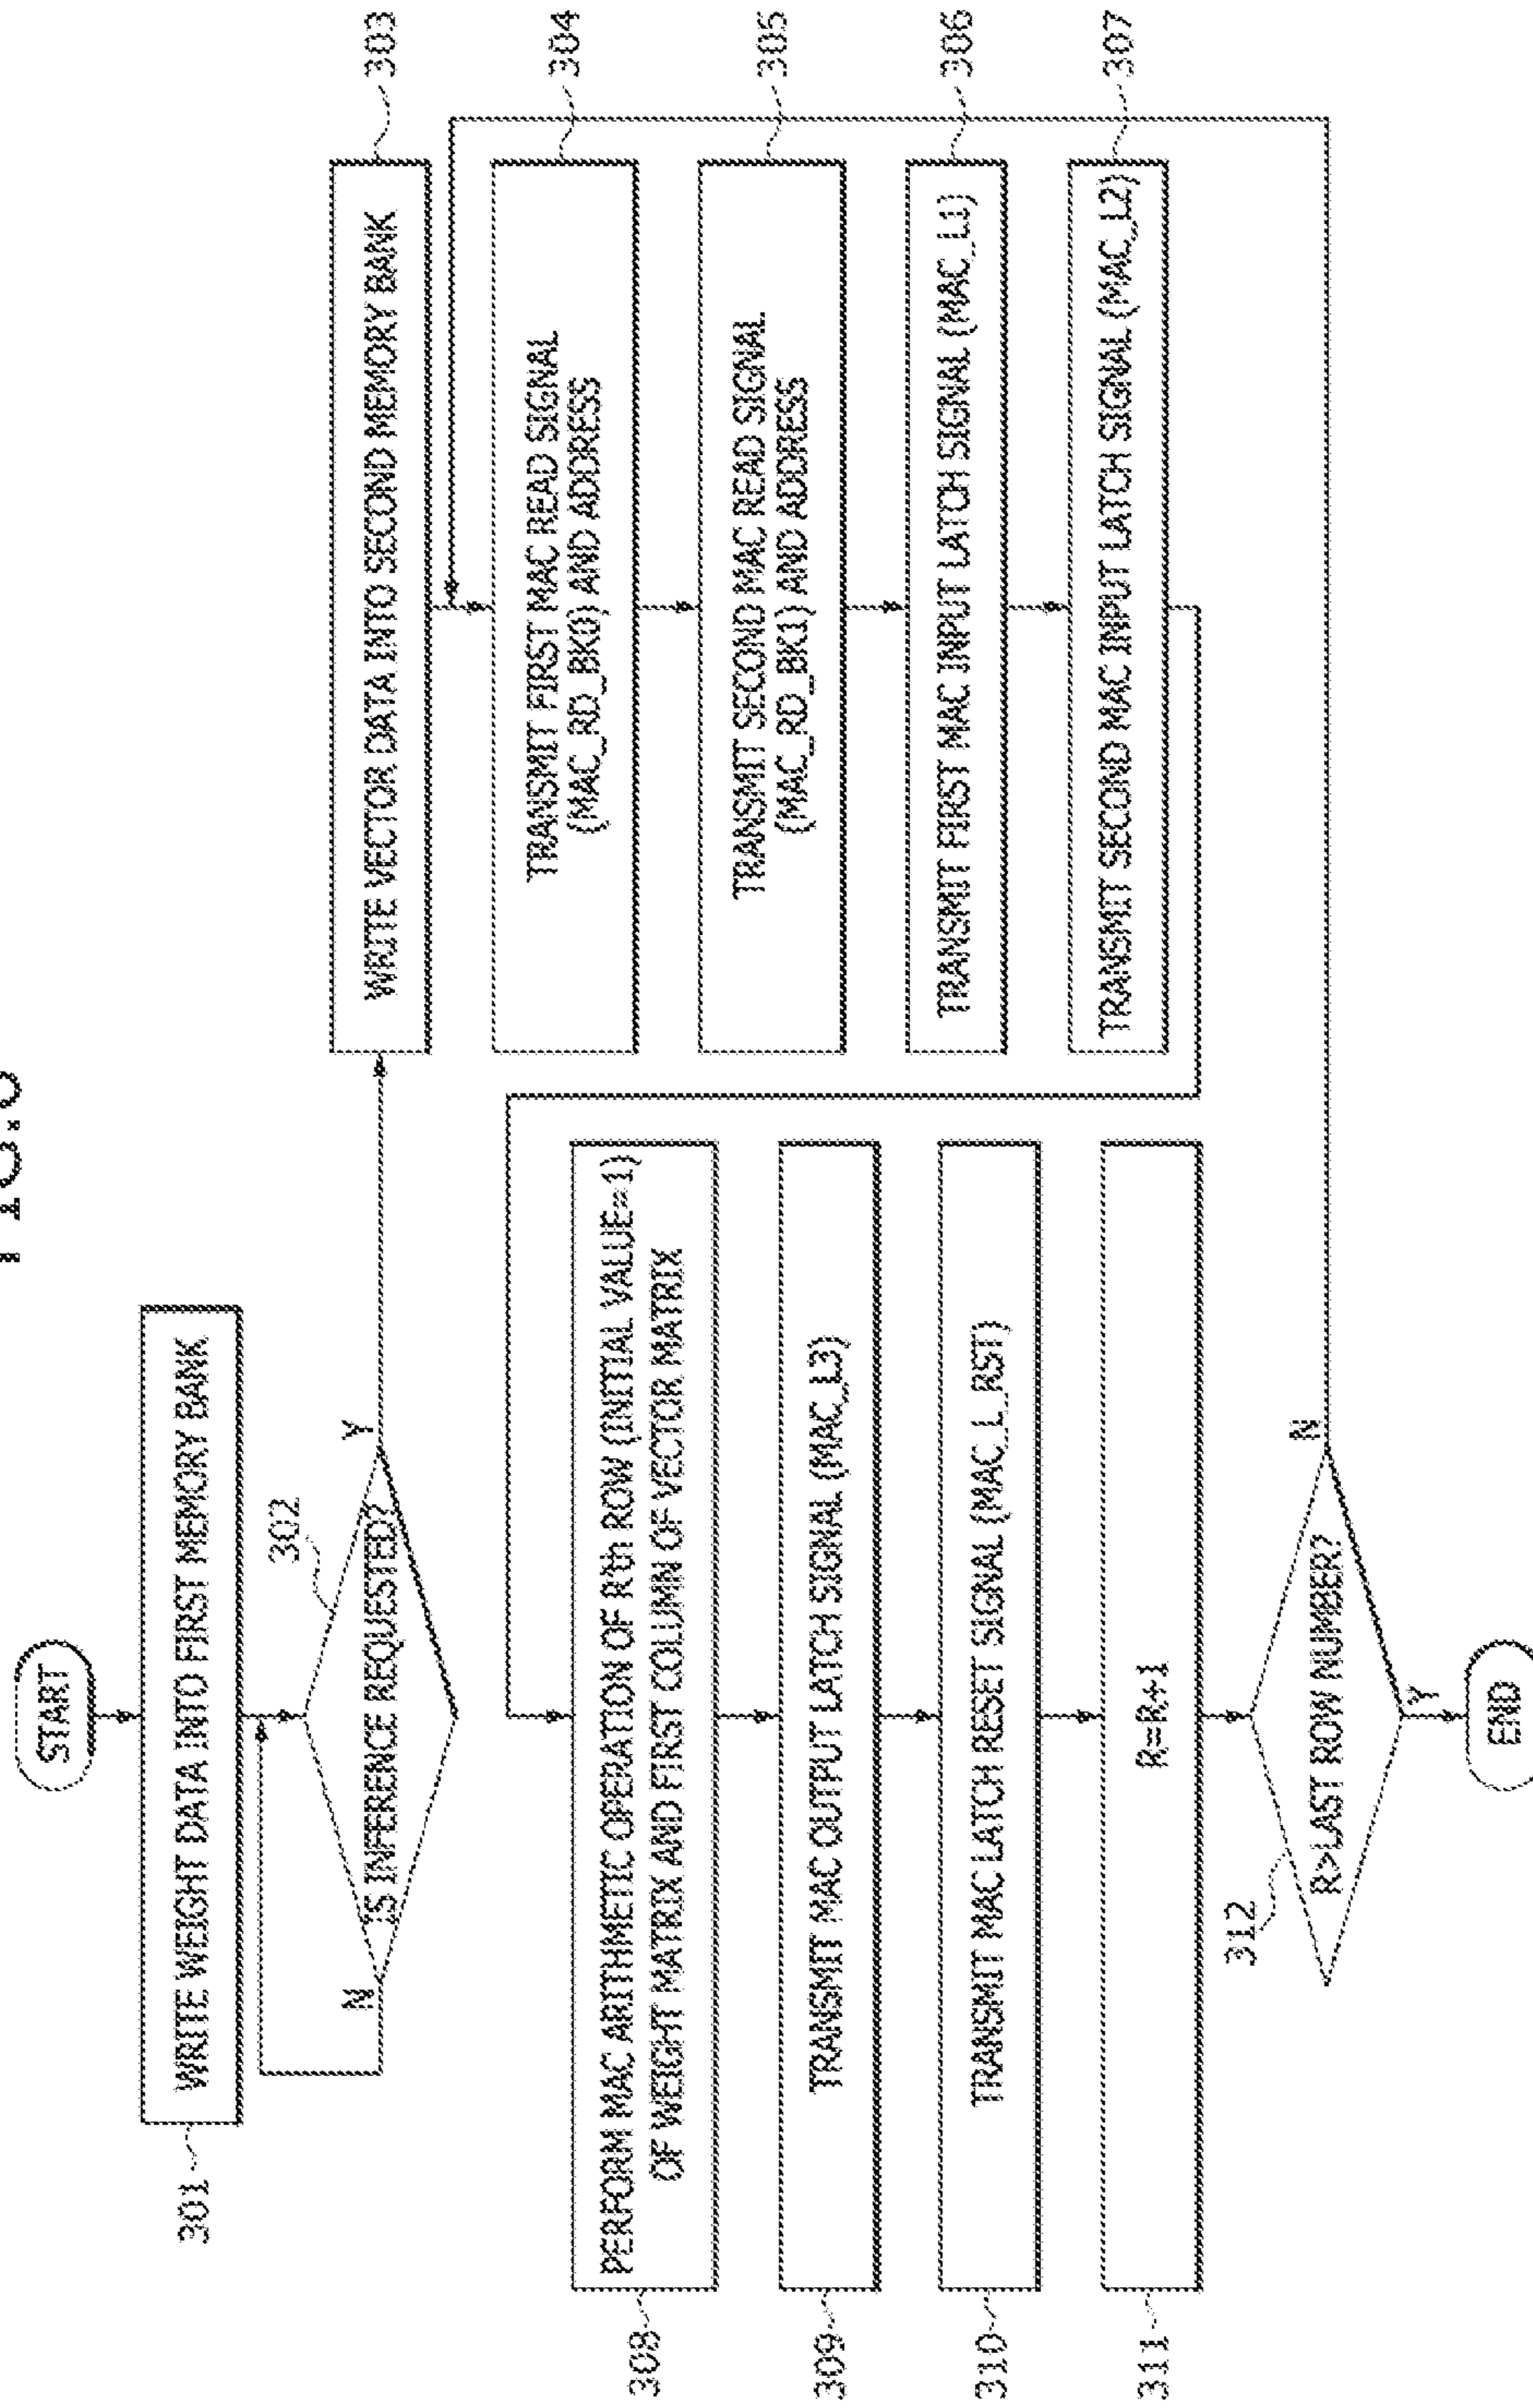 START
301
WRITE WEIGHT DATA INTO FIRST MEMORY BANK
302
IS INFERENCE REQUESTED?
N
Y
303
WRITE VECTOR DATA INTO SECOND MEMORY BANK
304
TRANSMIT FIRST MAC READ SIGNAL
(MAC_RD_BK0) AND ADDRESS
305
TRANSMIT SECOND MAC READ SIGNAL
(MAC_RD_BK1) AND ADDRESS
306
TRANSMIT FIRST MAC INPUT LATCH SIGNAL (MAC_L1)
307
TRANSMIT SECOND MAC INPUT LATCH SIGNAL (MAC_L2)
308
PERFORM MAC ARITHMETIC OPERATION OF R'th ROW (INITIAL VALUE=1)
OF WEIGHT MATRIX AND FIRST COLUMN OF VECTOR MATRIX
309
TRANSMIT MAC OUTPUT LATCH SIGNAL (MAC_L3)
310
TRANSMIT MAC LATCH RESET SIGNAL (MAC_L_RST)
311
R=R+1
312
R>LAST ROW NUMBER?
N
Y
END